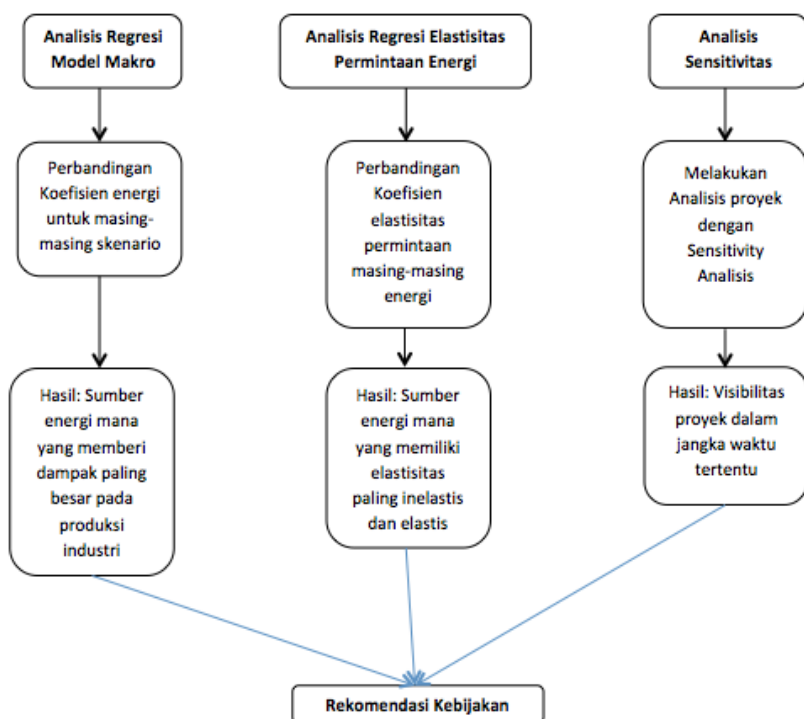 Analisis Regresi
Model Makro
Analisis Regresi Elastisitas
Permintaan Energi
Analisis
Sensitivitas
Perbandingan
Koefisien energi
untuk masing-
masing skenario
Perbandingan
Koefisien
elastisitas
permintaan
masing-masing
energi
Melakukan
Analisis proyek
dengan
Sensitivity
Analisis
Hasil: Sumber
energi mana
yang memberi
dampak paling
besar pada
produksi
industri
Hasil: Sumber
energi mana
yang memiliki
elastisitas
paling inelastis
dan elastis
Hasil: Visibilitas
proyek dalam
jangka waktu
tertentu
Rekomendasi Kebijakan